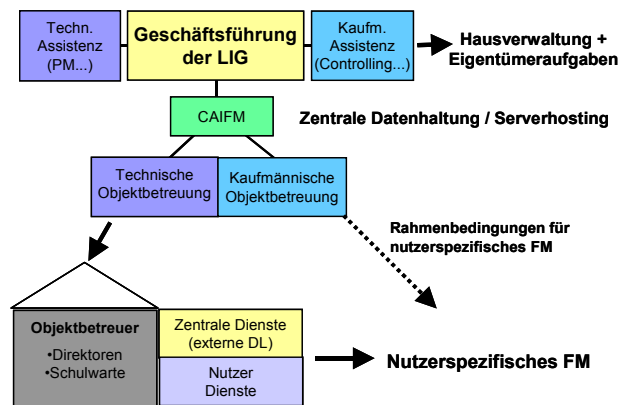 Techn.
Assistenz
(PM...)
Geschäftsführung
der LIG
Kaufm.
Assistenz
(Controlling...)
Hausverwaltung +
Eigentümeraufgaben
CAIFM
Zentrale Datenhaltung / Serverhosting
Technische
Objektbetreuung
Kaufmännische
Objektbetreuung
Rahmenbedingungen für
nutzerspezifisches FM
Objektbetreuer
•Direktoren
•Schulwarte
Zentrale Dienste
(externe DL)
Nutzer
Dienste
Nutzerspezifisches FM